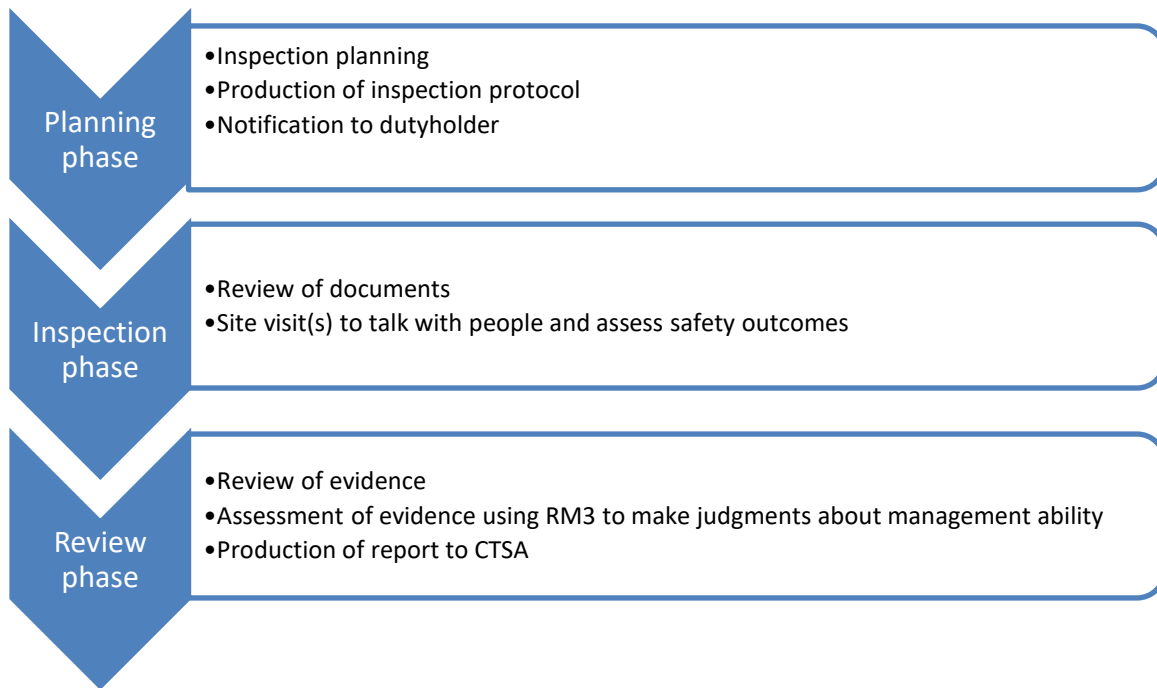 Planning
phase
•Inspection planning
•Production of inspection protocol
•Notification to dutyholder
Inspection
phase
•Review of documents
•Site visit(s) to talk with people and assess safety outcomes
Review
phase
•Review of evidence
•Assessment of evidence using RM3 to make judgments about management ability
•Production of report to CTSA